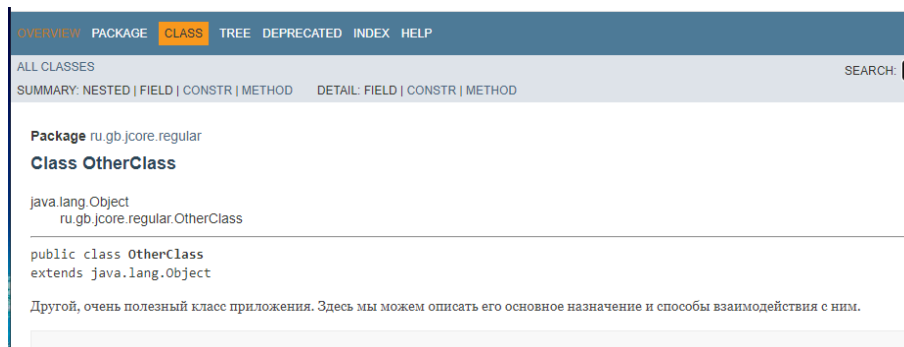 OVERVIEW PACKAGE CLASS TREE DEPRECATED INDEX HELP
ALL CLASSES
SEARCH:
SUMMARY: NESTED | FIELD | CONSTR | METHOD DETAIL: FIELD | CONSTR | METHOD
Package ru.gb.jcore.regular
Class OtherClass
java.lang.Object
ru.gb.jcore.regular.OtherClass
public class OtherClass
extends java.lang.Object
Другой, очень полезный класс приложения. Здесь мы можем описать его основное назначение и способы взаимодействия с ним.